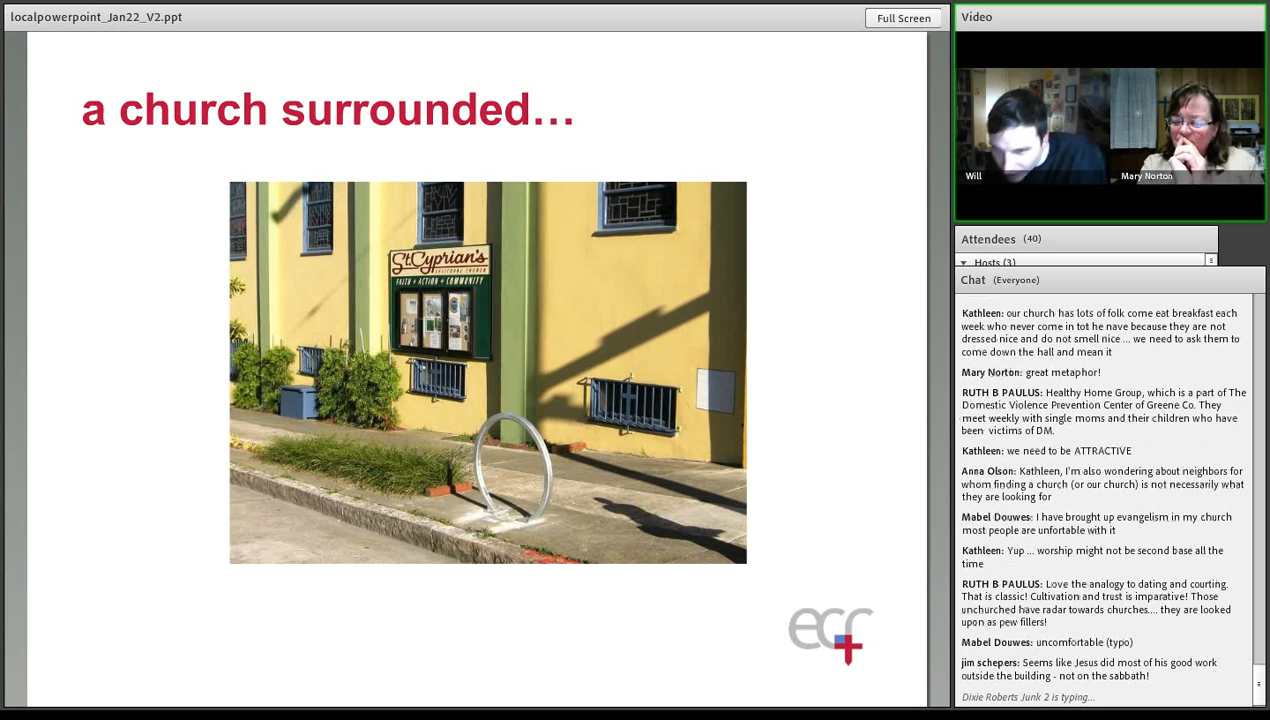 localpowerpoint_Jan22_V2.ppt
Full Screen
a church surrounded...
St. Cyprian's
EPISCOPAL CHURCH
FAITH + ACTION + COMMUNITY
ecf
Video
Will
Mary Norton
Attendees (40)
Hosts (3)
Chat (Everyone)
Kathleen: our church has lots of folk come eat breakfast each
week who never come in tot he nave because they are not
dressed nice and do not smell nice ... we need to ask them to
come down the hall and mean it
Mary Norton: great metaphor!
RUTH B PAULUS: Healthy Home Group, which is a part of The
Domestic Violence Prevention Center of Greene Co. They
meet weekly with single moms and their children who have
been victims of DM.
Kathleen: we need to be ATTRACTIVE
Anna Olson: Kathleen, I'm also wondering about neighbors for
whom finding a church (or our church) is not necessarily what
they are looking for
Mabel Douwes: I have brought up evangelism in my church
most people are unfortable with it
Kathleen: Yup ... worship might not be second base all the
time
RUTH B PAULUS: Love the analogy to dating and courting.
That is classic! Cultivation and trust is imparative! Those
unchurched have radar towards churches.... they are looked
upon as pew fillers!
Mabel Douwes: uncomfortable (typo)
jim schepers: Seems like Jesus did most of his good work
outside the building - not on the sabbath!
Dixie Roberts Junk 2 is typing...